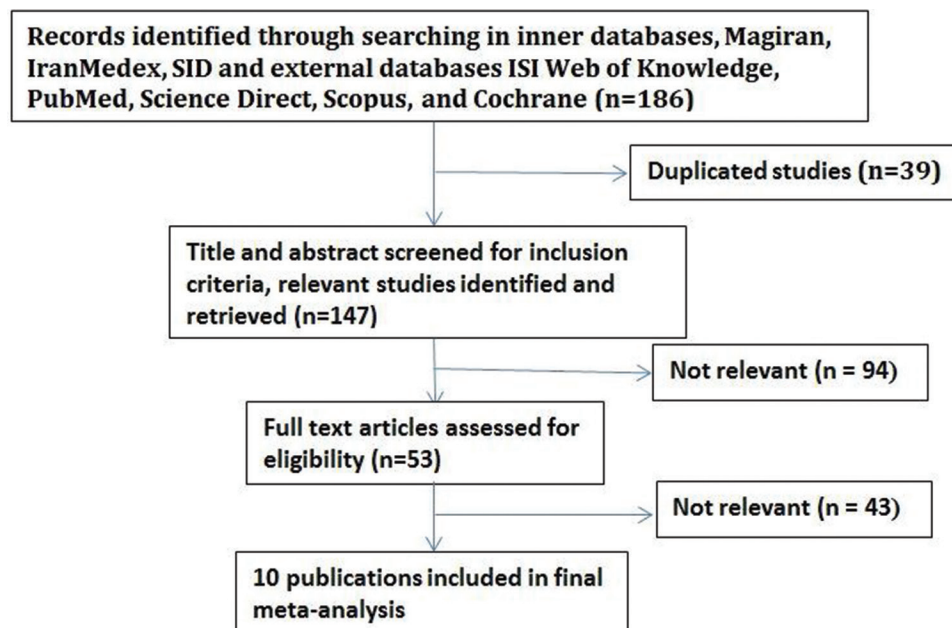 Records identified through searching in inner databases, Magiran,
IranMedex, SID and external databases ISI Web of Knowledge,
PubMed, Science Direct, Scopus, and Cochrane (n=186)
Duplicated studies (n=39)
Title and abstract screened for inclusion
criteria, relevant studies identified and
retrieved (n=147)
Not relevant (n = 94)
Full text articles assessed for
eligibility (n=53)
Not relevant (n = 43)
10 publications included in final
meta-analysis